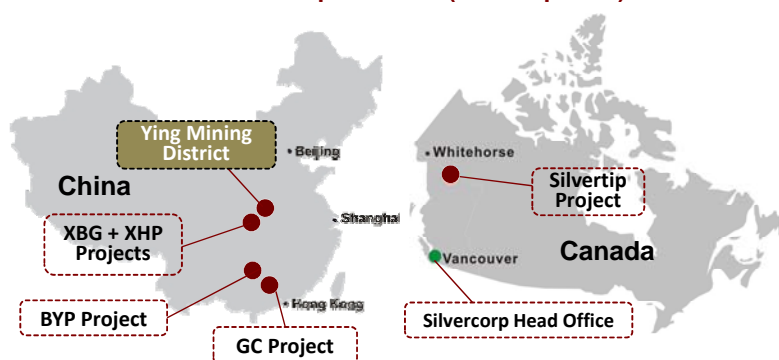 Ying Mining
District
Beijing
China
Shanghai
XBG + XHP
Projects
BYP Project
Hong Kong
GC Project
Whitehorse
Silvertip
Project
Canada
Vancouver
Silvercorp Head Office